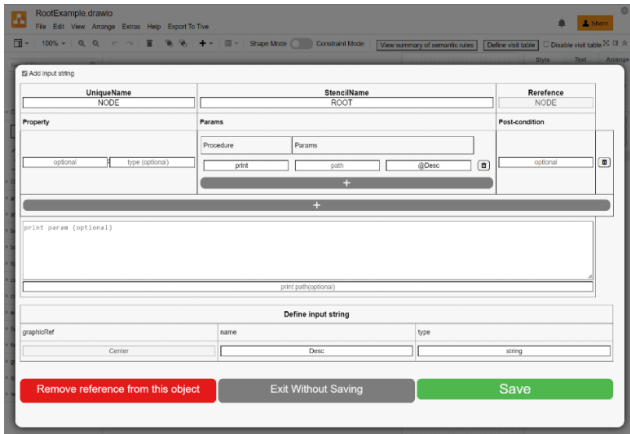 RootExample.drawio
File Edit View Arrange Extras Help Export To Tive
Share
100%
Shape Mode
Constraint Mode
View summary of semantic rules
Define visit table
Disable visit table
Style Text Arrange
Add input string
UniqueName StencilName Rerefence
NODE ROOT NODE
Property Params Post-condition
Procedure Params
optional : type (optional) print path @Desc optional
+
+
print param (optional)
print path(optional)
Define input string
graphicRef name type
Center Desc string
Remove reference from this object Exit Without Saving Save